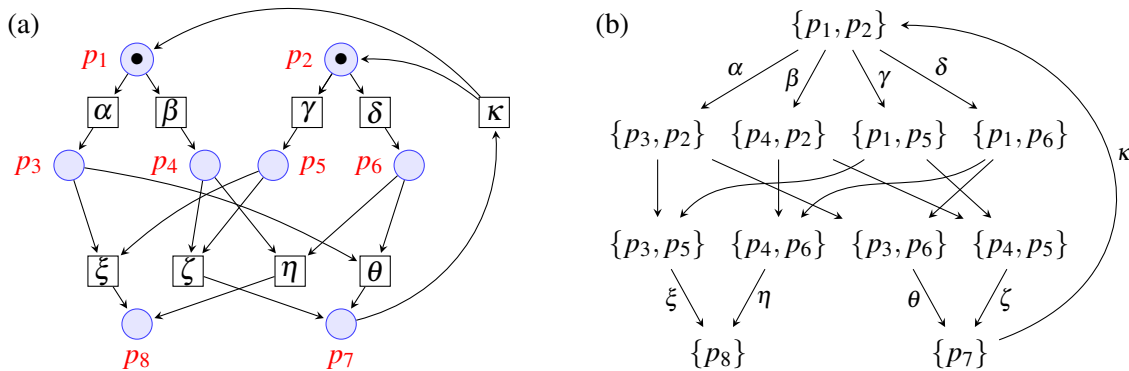 (a)
p₁
p₂
α
β
γ
δ
κ
p₃
p₄
p₅
p₆
ξ
ζ
η
θ
p₈
p₇
(b)
{p₁, p₂}
α
β
γ
δ
{p₃, p₂}
{p₄, p₂}
{p₁, p₅}
{p₁, p₆}
κ
{p₃, p₅}
{p₄, p₆}
{p₃, p₆}
{p₄, p₅}
ξ
η
θ
ζ
{p₈}
{p₇}
κ